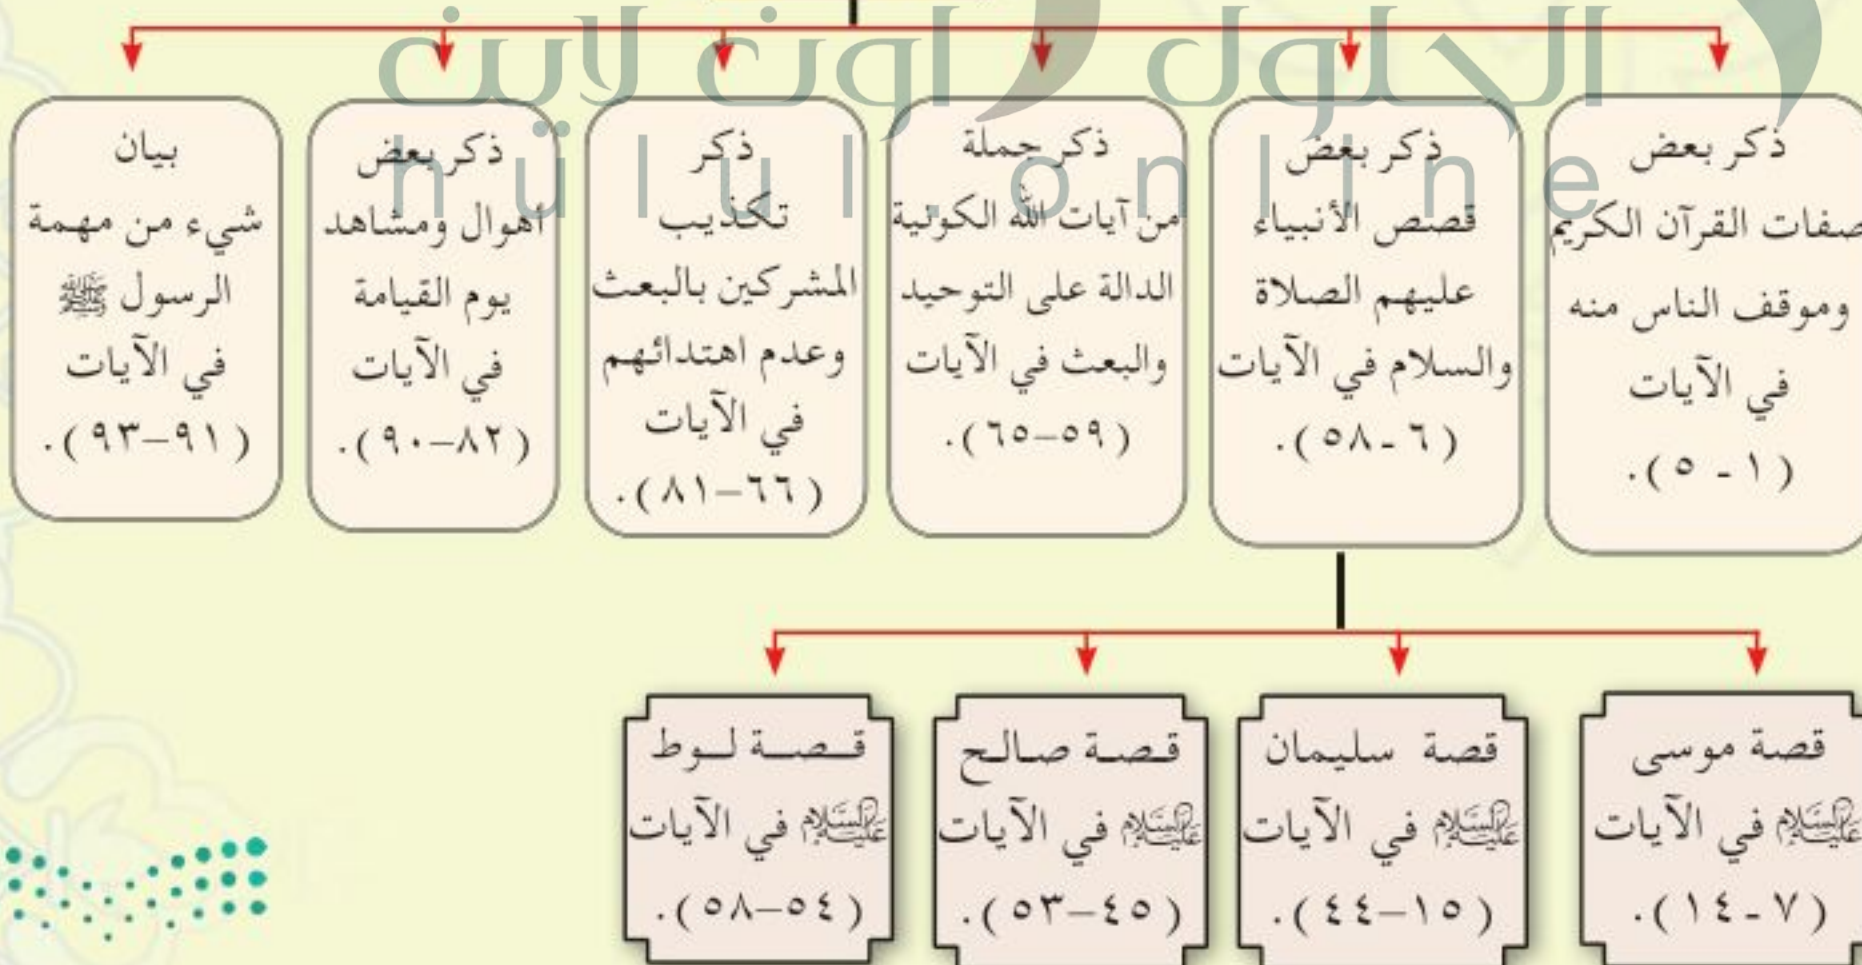 الحلول اون لاين
hulul.online
ذكر بعض
صفات القرآن الكريم
وموقف الناس منه
في الآيات
(١ - ٥).
ذكر بعض
قصص الأنبياء
عليهم الصلاة
والسلام في الآيات
(٦ - ٥٨).
ذكر جملة
من آيات الله الكونية
الدالة على التوحيد
والبعث في الآيات
(٥٩–٦٥).
ذكر
تكذيب
المشركين بالبعث
وعدم اهتدائهم
في الآيات
(٦٦–٨١).
ذكر بعض
أهوال ومشاهد
يوم القيامة
في الآيات
(٨٢–٩٠).
بيان
شيء من مهمة
الرسول ﷺ
في الآيات
(٩١–٩٣).
قصة موسى
عليه السلام في الآيات
(٧ - ١٤).
قصة سليمان
عليه السلام في الآيات
(١٥–٤٤).
قصة صالح
عليه السلام في الآيات
(٤٥–٥٣).
قصة لوط
عليه السلام في الآيات
(٥٤–٥٨).